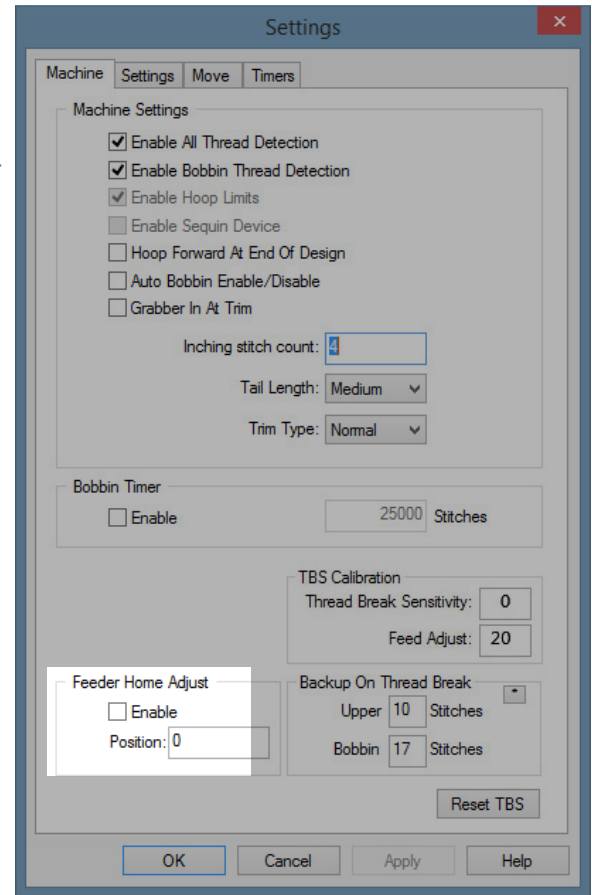 Settings
Machine Settings Move Timers
Machine Settings
Enable All Thread Detection
Enable Bobbin Thread Detection
Enable Hoop Limits
Enable Sequin Device
Hoop Forward At End Of Design
Auto Bobbin Enable/Disable
Grabber In At Trim
Inching stitch count: 4
Tail Length: Medium
Trim Type: Normal
Bobbin Timer
Enable 25000 Stitches
TBS Calibration
Thread Break Sensitivity: 0
Feed Adjust: 20
Feeder Home Adjust
Enable
Position: 0
Backup On Thread Break *
Upper 10 Stitches
Bobbin 17 Stitches
Reset TBS
OK Cancel Apply Help